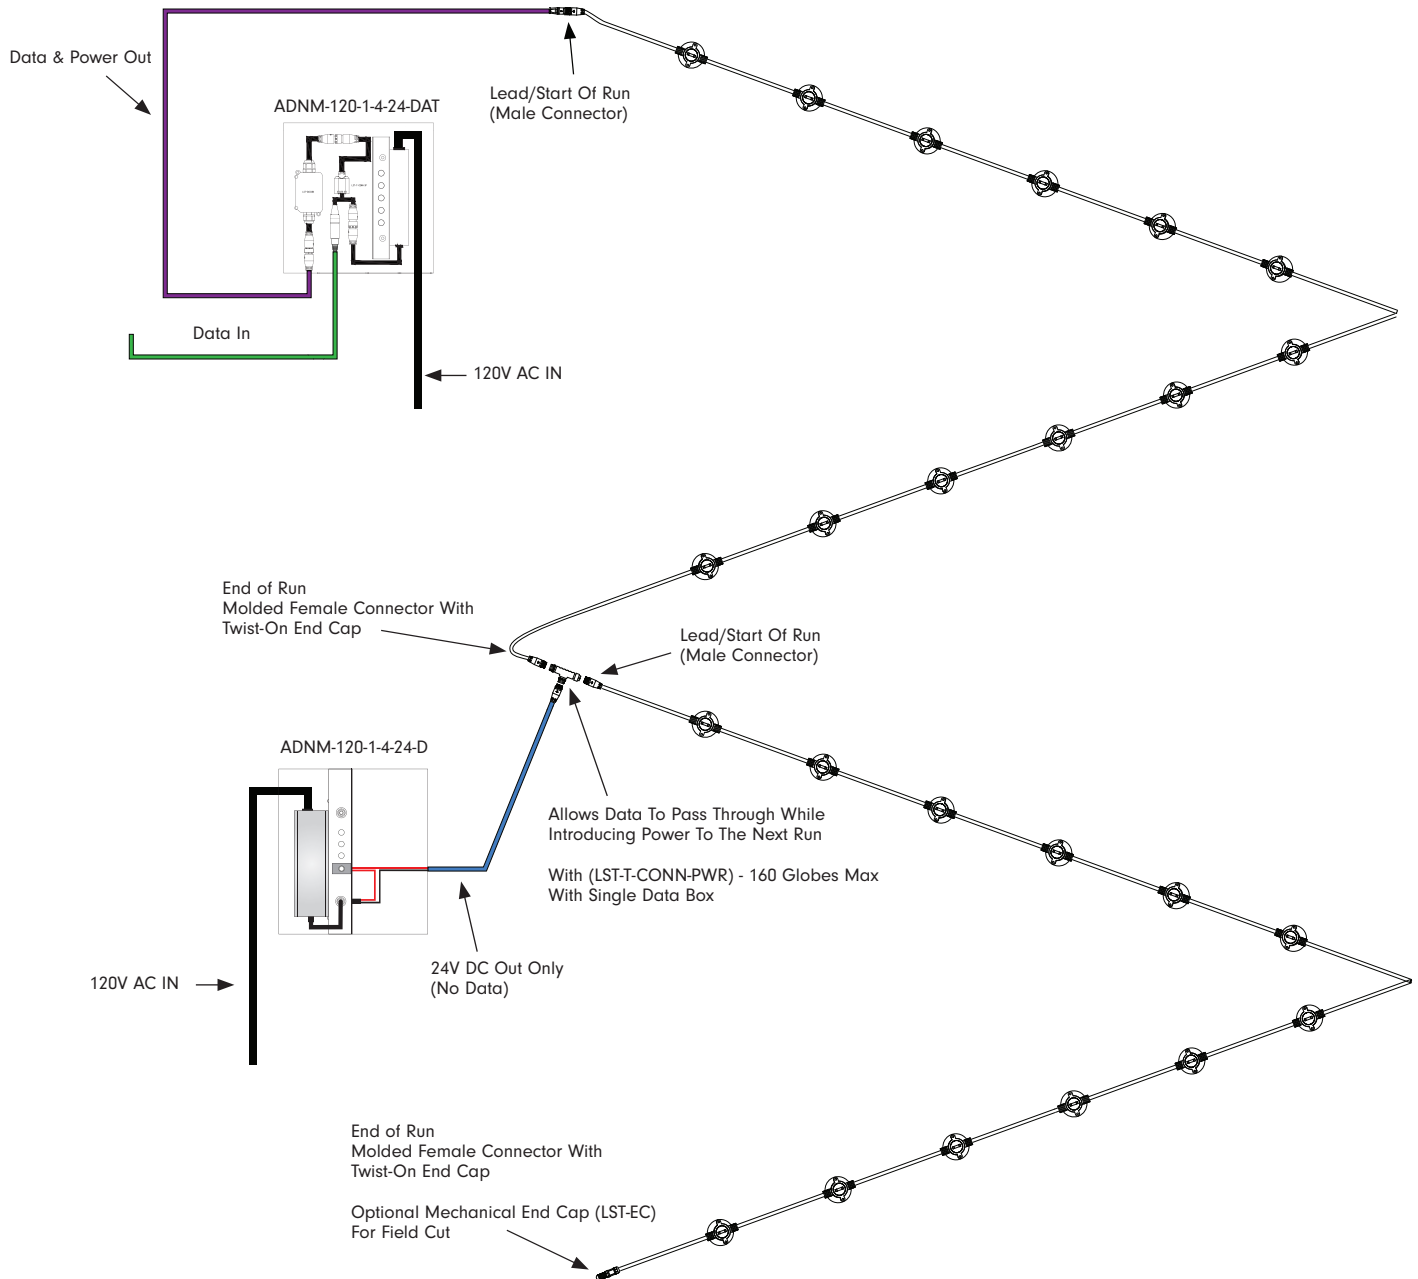 Data & Power Out
Lead/Start Of Run
(Male Connector)
ADNM-120-1-4-24-DAT
Data In
120V AC IN
End of Run
Molded Female Connector With
Twist-On End Cap
Lead/Start Of Run
(Male Connector)
ADNM-120-1-4-24-D
Allows Data To Pass Through While
Introducing Power To The Next Run
With (LST-T-CONN-PWR) - 160 Globes Max
With Single Data Box
24V DC Out Only
(No Data)
120V AC IN
End of Run
Molded Female Connector With
Twist-On End Cap
Optional Mechanical End Cap (LST-EC)
For Field Cut